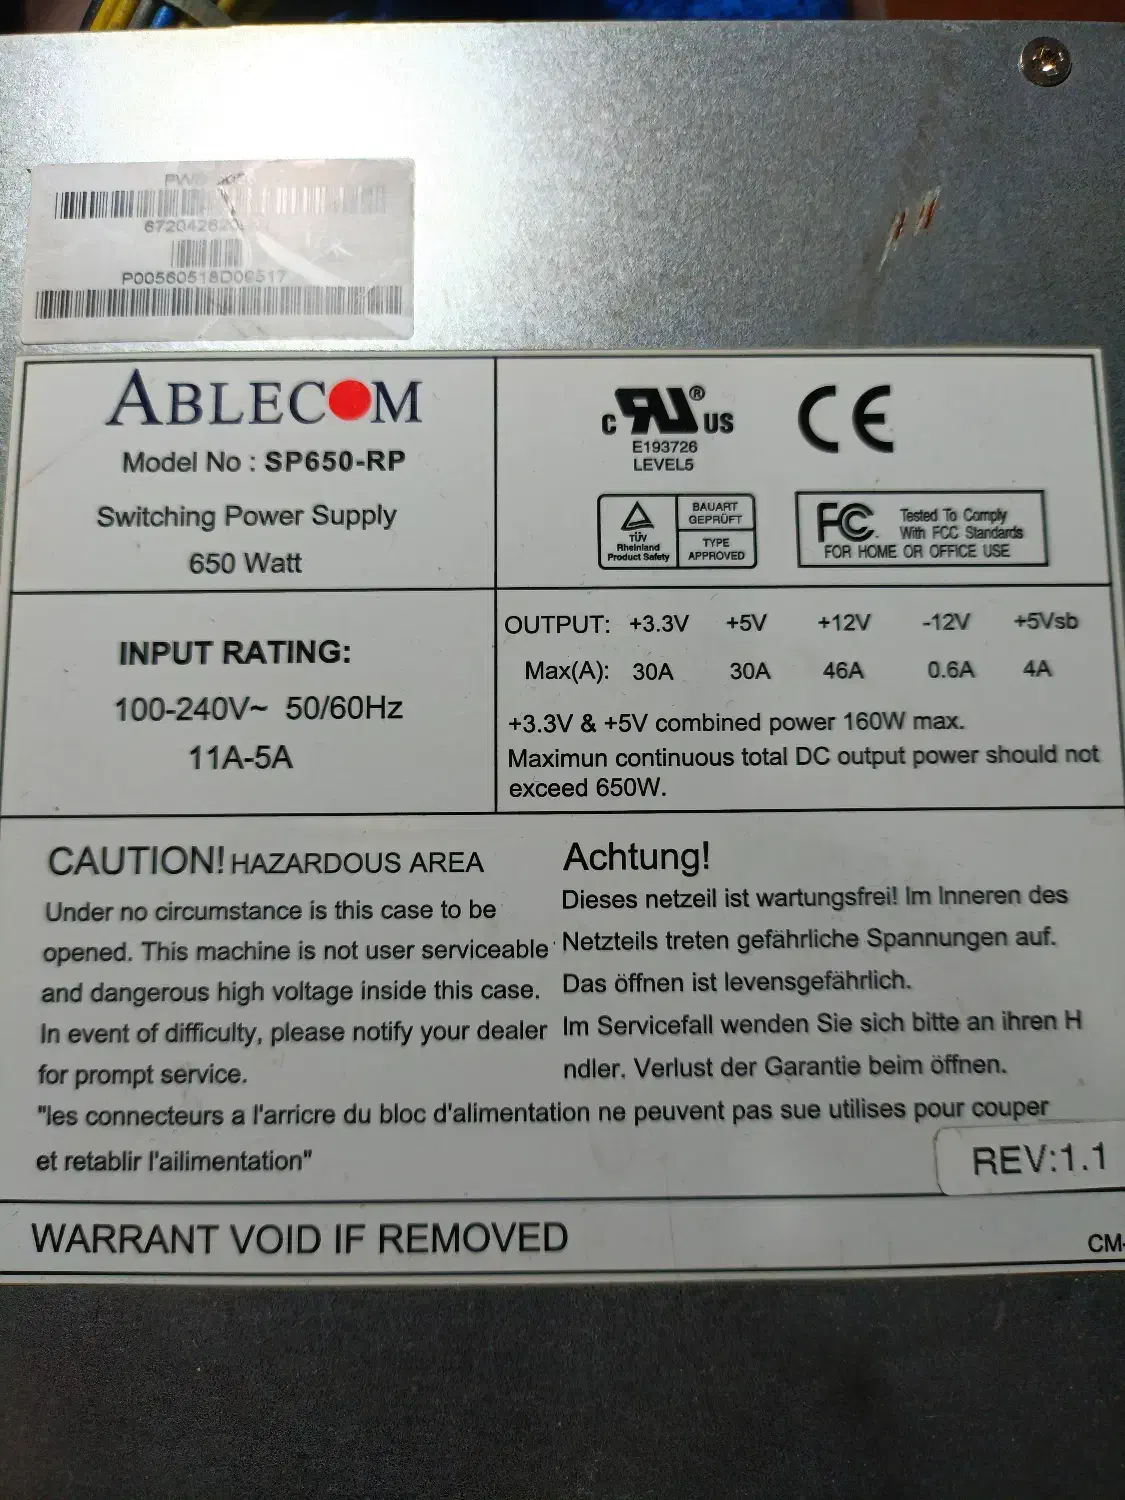 P00560518D06517
ABLECOM
Model No : SP650-RP
Switching Power Supply
650 Watt
C RU ® US
E193726
LEVEL5
CE
TÜV
Rheinland
Product Safety
BAUART
GEPRÜFT
TYPE
APPROVED
FC Tested To Comply
With FCC Standards
FOR HOME OR OFFICE USE
INPUT RATING:
100-240V~ 50/60Hz
11A-5A
OUTPUT: +3.3V +5V +12V -12V +5Vsb
Max(A): 30A 30A 46A 0.6A 4A
+3.3V & +5V combined power 160W max.
Maximun continuous total DC output power should not
exceed 650W.
CAUTION! HAZARDOUS AREA
Under no circumstance is this case to be
opened. This machine is not user serviceable
and dangerous high voltage inside this case.
In event of difficulty, please notify your dealer
for prompt service.
Achtung!
Dieses netzeil ist wartungsfrei! Im Inneren des
Netzteils treten gefährliche Spannungen auf.
Das öffnen ist levensgefährlich.
Im Servicefall wenden Sie sich bitte an ihren H
ndler. Verlust der Garantie beim öffnen.
"les connecteurs a l'arricre du bloc d'alimentation ne peuvent pas sue utilises pour couper
et retablir l'ailimentation"
REV:1.1
WARRANT VOID IF REMOVED
CM-